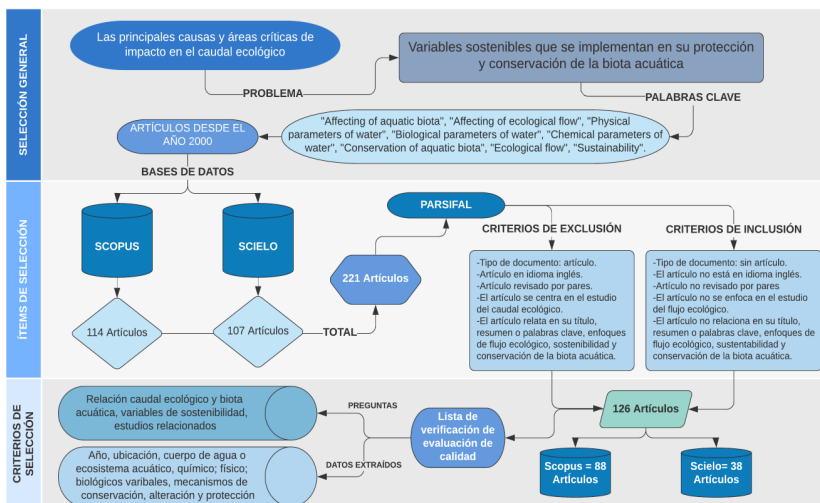 SELECCIÓN GENERAL
Las principales causas y áreas críticas de
impacto en el caudal ecológico
PROBLEMA
Variables sostenibles que se implementan en su protección
y conservación de la biota acuática
PALABRAS CLAVE
"Affecting of aquatic biota", "Affecting of ecological flow", "Physical
parameters of water", "Biological parameters of water", "Chemical parameters of
water", "Conservation of aquatic biota", "Ecological flow", "Sustainability".
ARTÍCULOS DESDE EL
AÑO 2000
BASES DE DATOS
ÍTEMS DE SELECCIÓN
SCOPUS
SCIELO
114 Artículos
107 Artículos
TOTAL
221 Artículos
PARSIFAL
CRITERIOS DE EXCLUSIÓN
-Tipo de documento: artículo.
-Artículo en idioma inglés.
-Artículo revisado por pares.
-El artículo se centra en el estudio
del caudal ecológico.
-El artículo relata en su título,
resumen o palabras clave, enfoques
de flujo ecológico, sostenibilidad y
conservación de la biota acuática.
CRITERIOS DE INCLUSIÓN
-Tipo de documento: sin artículo.
-El artículo no está en idioma inglés.
-Artículo no revisado por pares
-El artículo no se enfoca en el estudio
del flujo ecológico.
-El artículo no relaciona en su título,
resumen o palabras clave, enfoques de
flujo ecológico, sustentabilidad y
conservación de la biota acuática.
CRITERIOS DE
SELECCIÓN
126 Artículos
Scopus = 88
ArtÍculos
Scielo= 38
Artículos
Lista de
verificación de
evaluación de
calidad
PREGUNTAS
Relación caudal ecológico y biota
acuática, variables de sostenibilidad,
estudios relacionados
DATOS EXTRAÍDOS
Año, ubicación, cuerpo de agua o
ecosistema acuático, químico; físico;
biológicos varibales, mecanismos de
conservación, alteración y protección